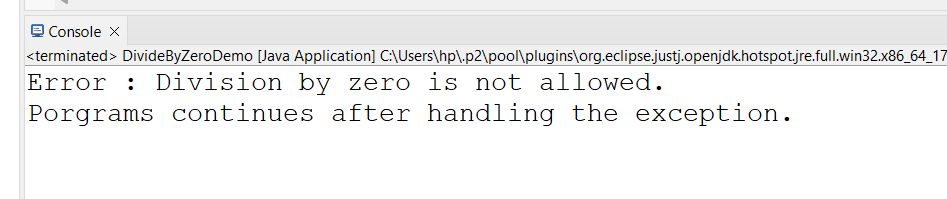 Console
<terminated> DivideByZeroDemo [Java Application] C:\Users\hp\.p2\pool\plugins\org.eclipse.justj.openjdk.hotspot.jre.full.win32.x86_64_17
Error : Division by zero is not allowed.
Porgrams continues after handling the exception.